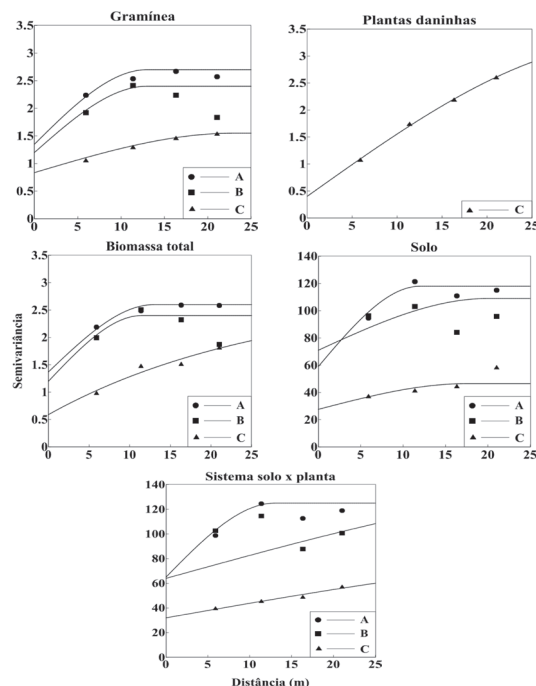 Gramínea
3.5
3
2.5
2
1.5
1
0.5
0
0 5 10 15 20 25
A
B
C
Plantas daninhas
3.5
3
2.5
2
1.5
1
0.5
0
0 5 10 15 20 25
C
Biomassa total
Semivariância
3.5
3
2.5
2
1.5
1
0.5
0
0 5 10 15 20 25
A
B
C
Solo
140
120
100
80
60
40
20
0
0 5 10 15 20 25
A
B
C
Sistema solo x planta
140
120
100
80
60
40
20
0
0 5 10 15 20 25
A
B
C
Distância (m)